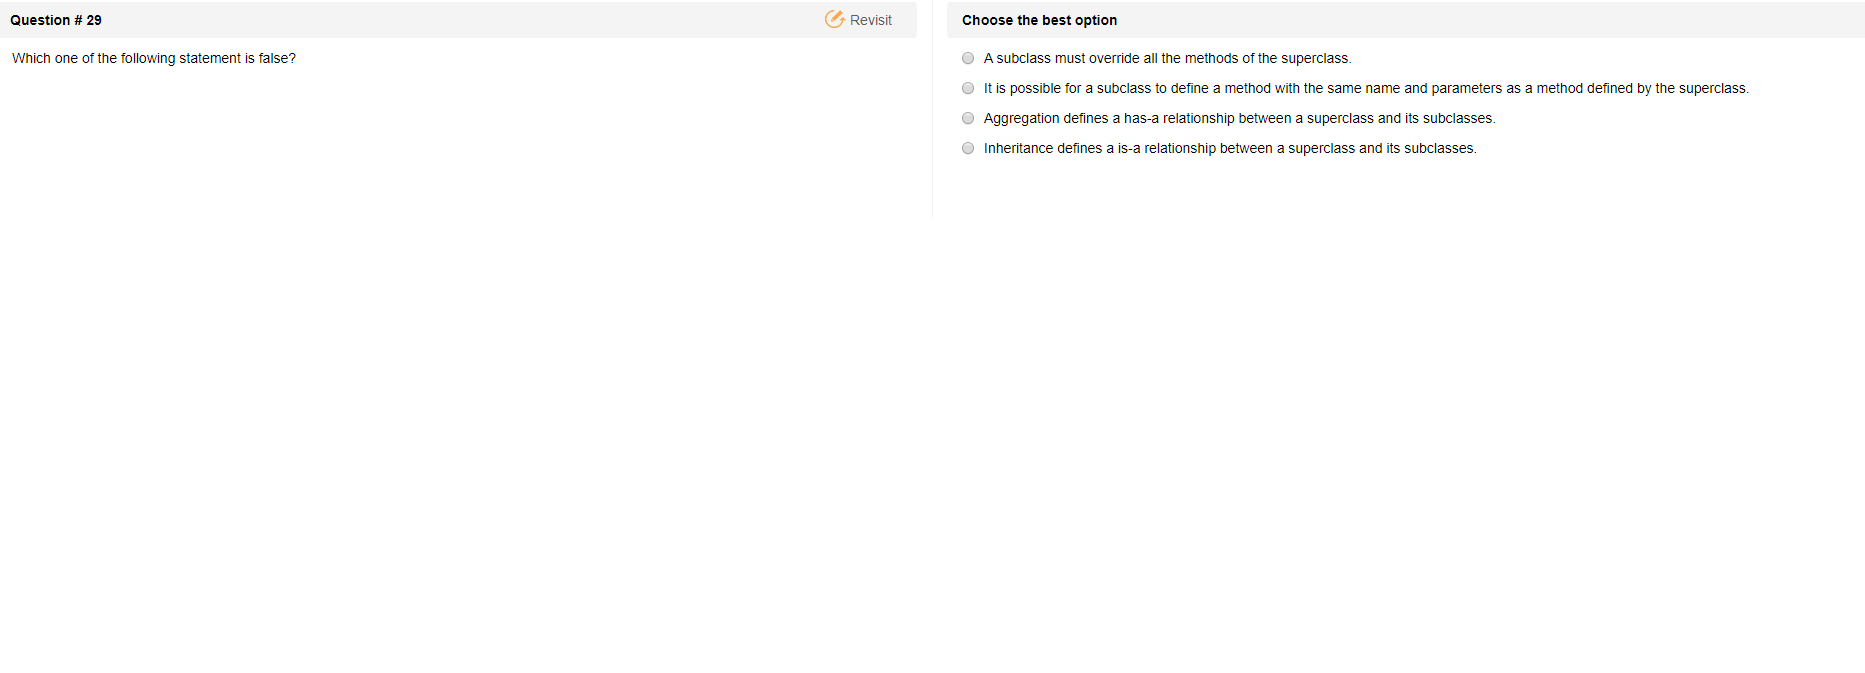 Question # 29
Revisit
Which one of the following statement is false?
Choose the best option
A subclass must override all the methods of the superclass.
It is possible for a subclass to define a method with the same name and parameters as a method defined by the superclass.
Aggregation defines a has-a relationship between a superclass and its subclasses.
Inheritance defines a is-a relationship between a superclass and its subclasses.